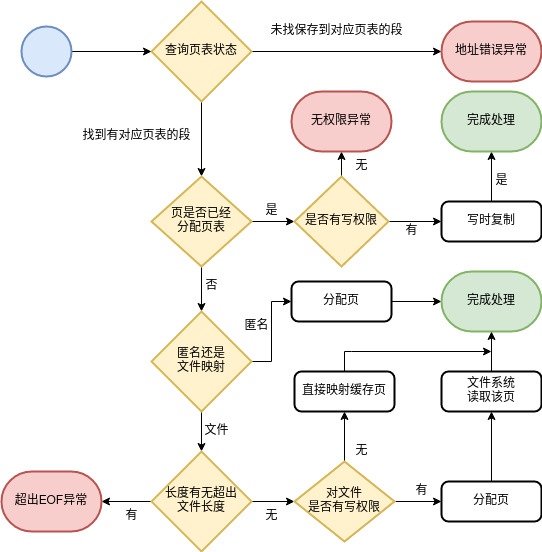 未找保存到对应页表的段
查询页表状态
地址错误异常
找到有对应页表的段
无权限异常
完成处理
无
是
页是否已经
分配页表
是
是否有写权限
有
写时复制
否
分配页
完成处理
匿名
匿名还是
文件映射
直接映射缓存页
文件系统
读取该页
文件
无
超出EOF异常
有
长度有无超出
文件长度
无
对文件
是否有写权限
有
分配页